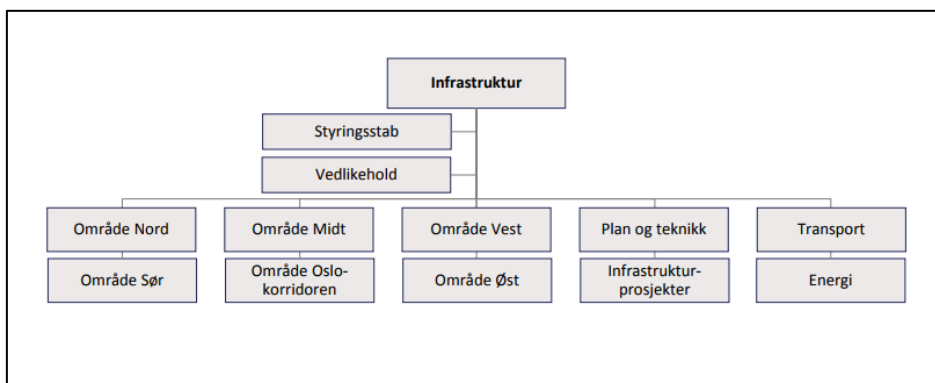 Infrastruktur
Styringsstab
Vedlikehold
Område Nord
Område Midt
Område Vest
Plan og teknikk
Transport
Område Sør
Område Oslo-
korridoren
Område Øst
Infrastruktur-
prosjekter
Energi